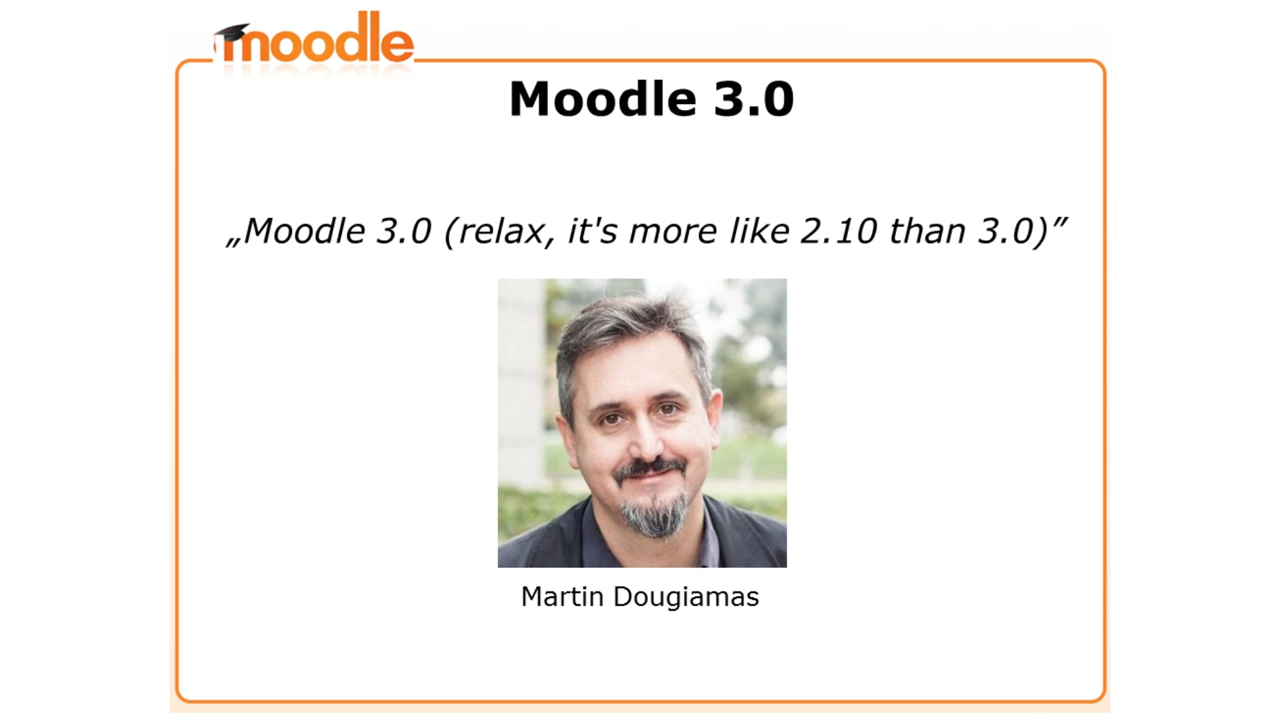 moodle
Moodle 3.0
„Moodle 3.0 (relax, it's more like 2.10 than 3.0)”
Martin Dougiamas